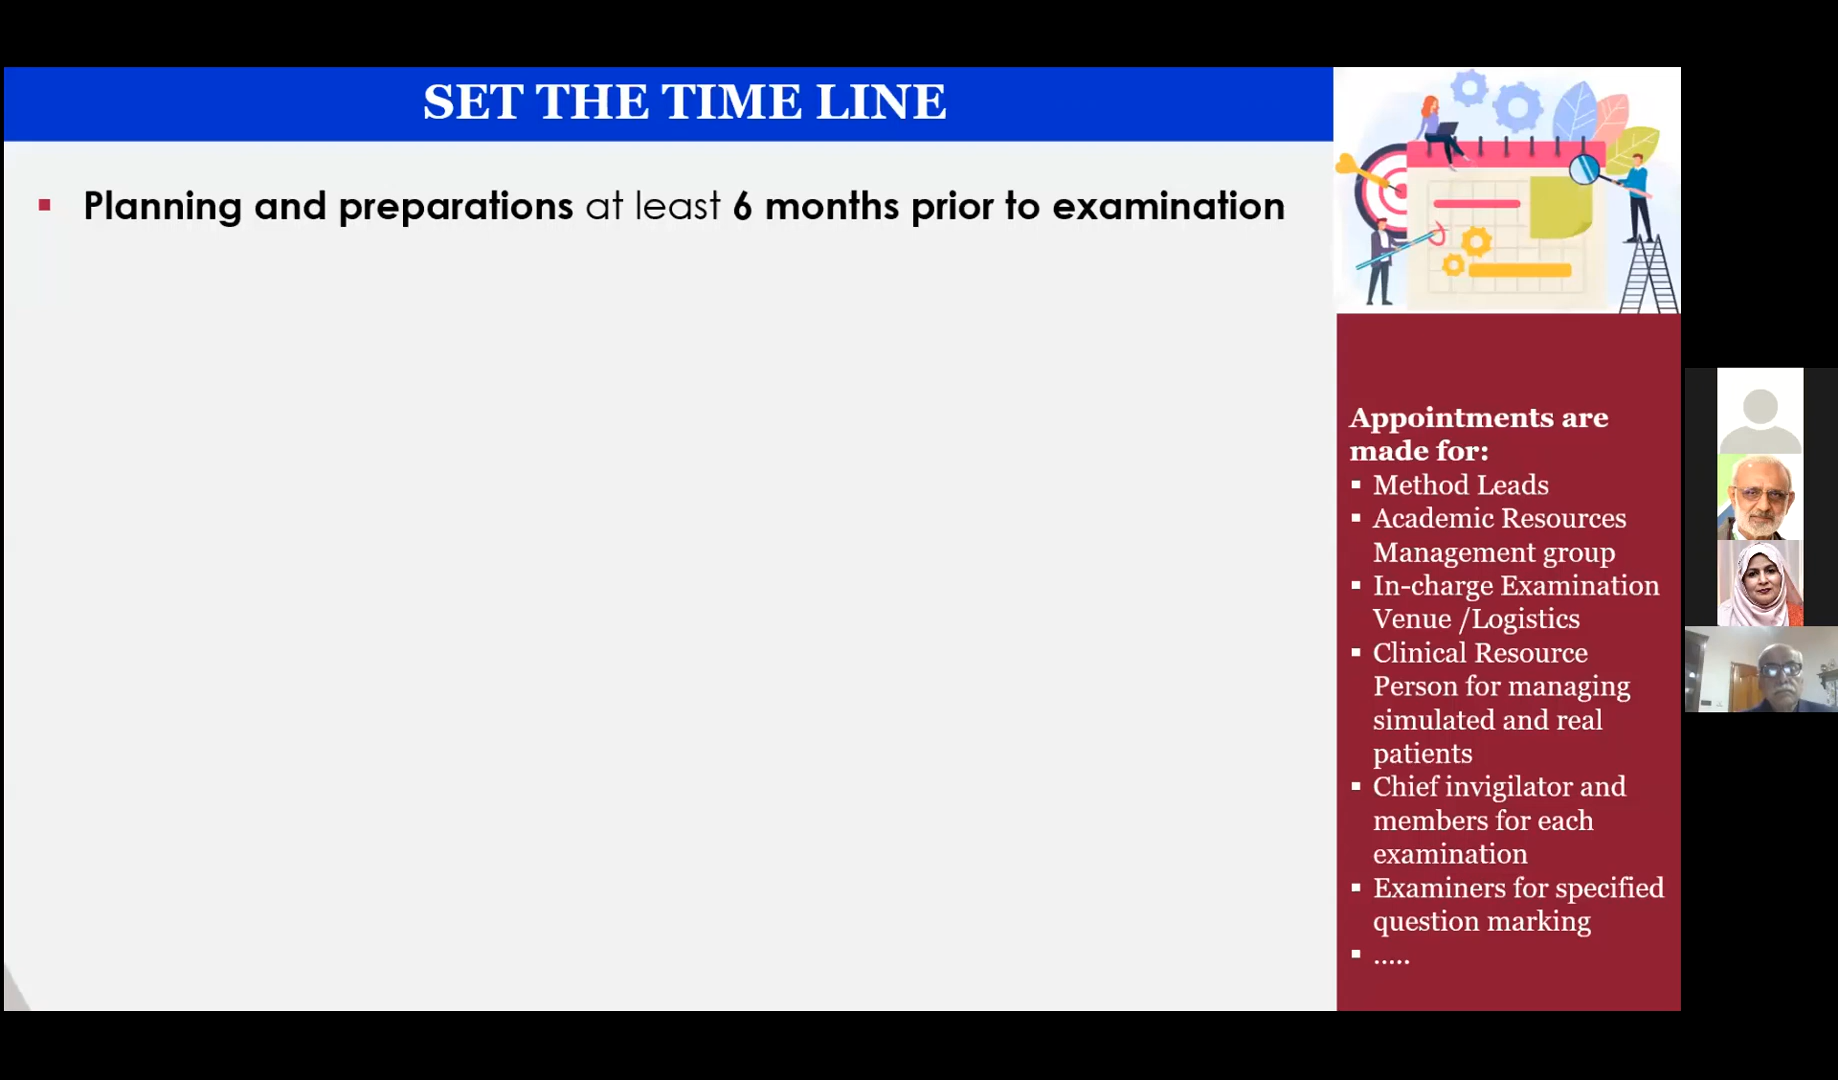 SET THE TIME LINE
▪ Planning and preparations at least 6 months prior to examination
Appointments are
made for:
▪ Method Leads
▪ Academic Resources
Management group
▪ In-charge Examination
Venue /Logistics
▪ Clinical Resource
Person for managing
simulated and real
patients
▪ Chief invigilator and
members for each
examination
▪ Examiners for specified
question marking
▪ .....